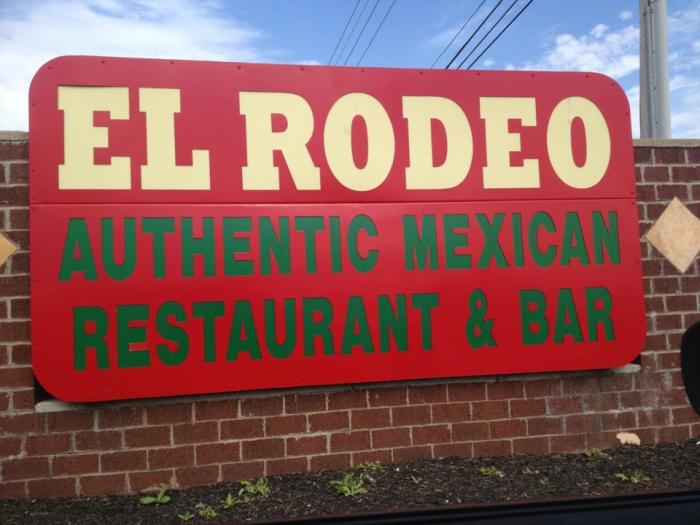 EL RODEO
AUTHENTIC MEXICAN
RESTAURANT & BAR